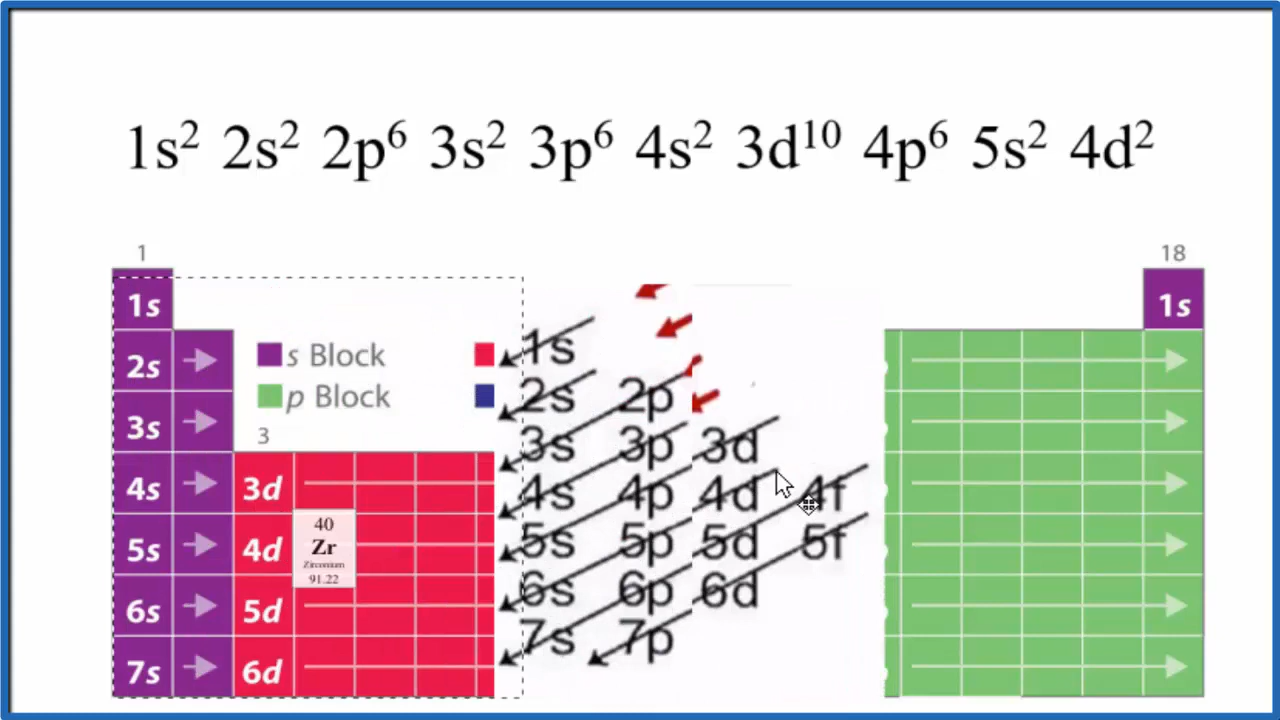 1s² 2s² 2p⁶ 3s² 3p⁶ 4s² 3d¹⁰ 4p⁶ 5s² 4d²
1
18
1s
1s
2s
s Block
p Block
3s
3
4s 3d
5s 4d
40
Zr
Zirconium
91.22
6s 5d
7s 6d
1s
2s 2p
3s 3p 3d
4s 4p 4d 4f
5s 5p 5d 5f
6s 6p 6d
7s 7p